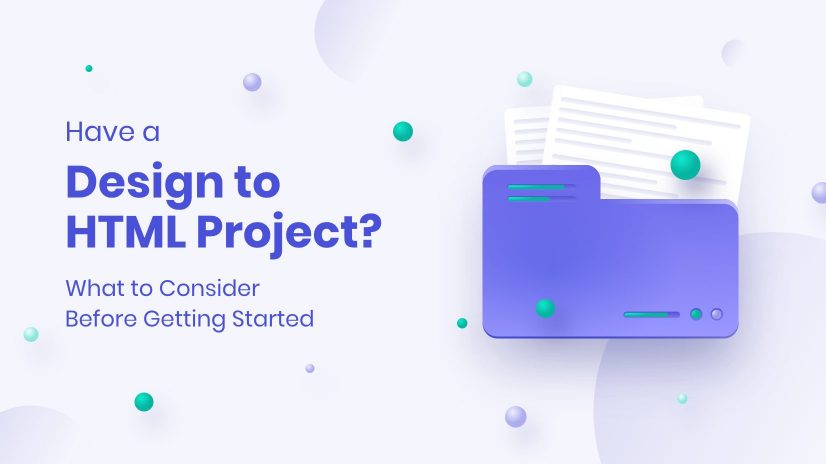 Have a
Design to
HTML Project?
What to Consider
Before Getting Started